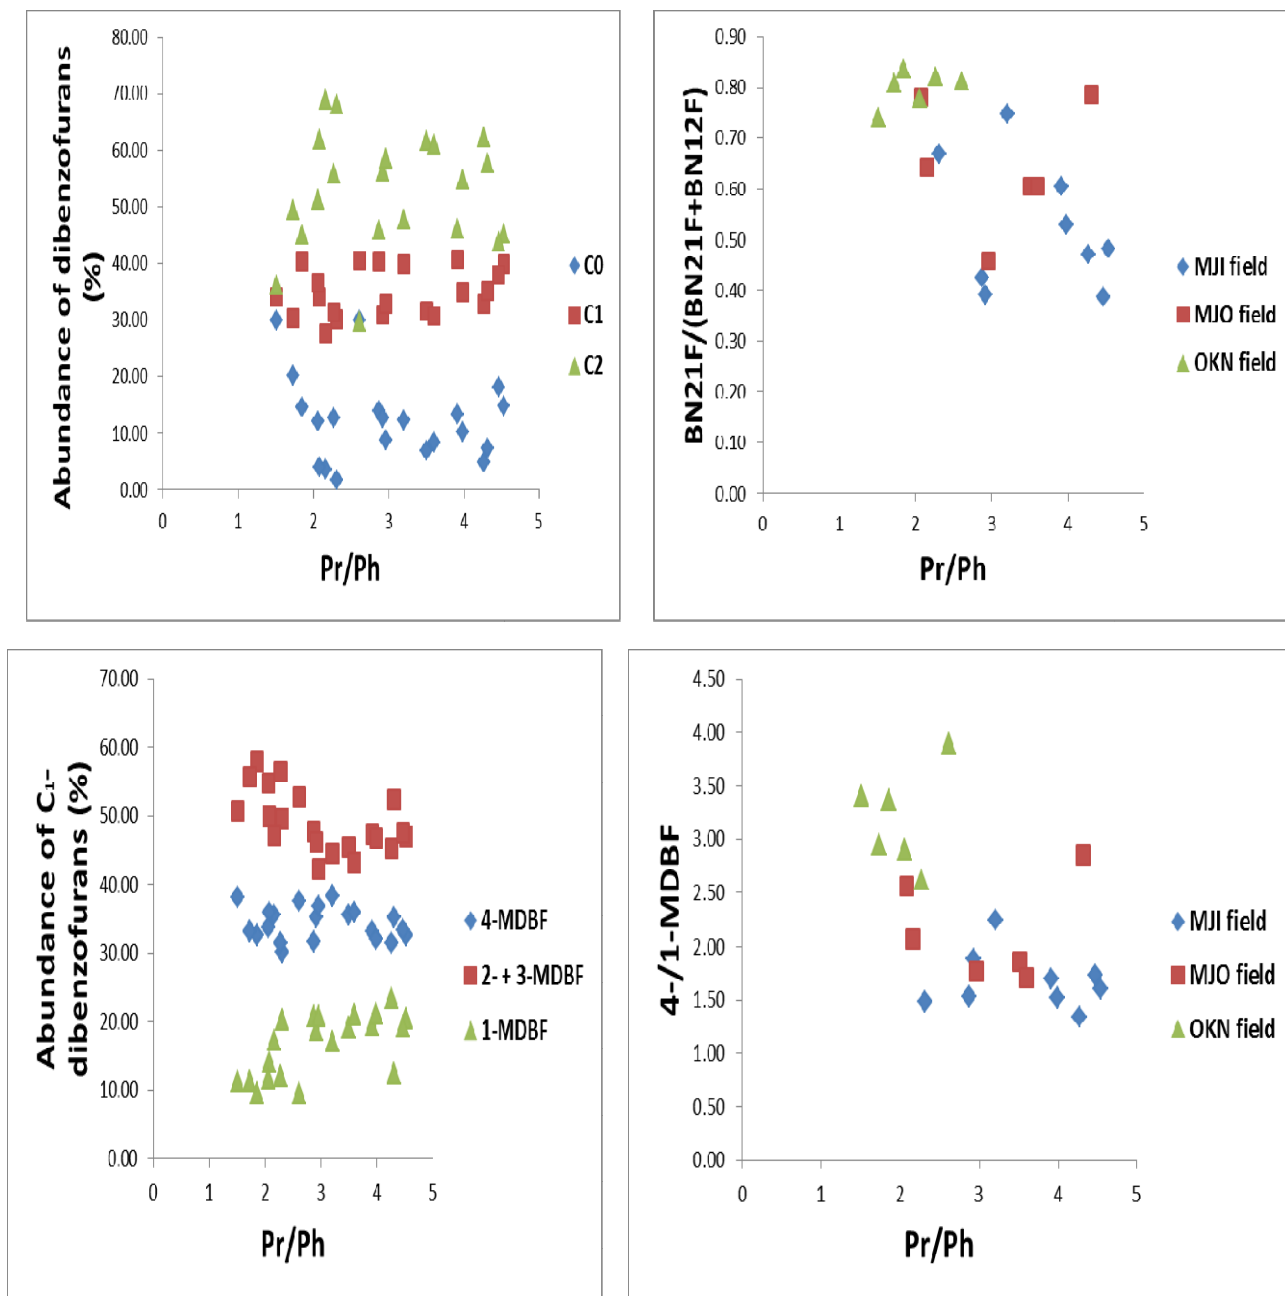 Abundance of dibenzofurans
(%)
80.00
70.00
60.00
50.00
40.00
30.00
20.00
10.00
0.00
0 1 2 3 4 5
Pr/Ph
C0
C1
C2
BN21F/(BN21F+BN12F)
0.90
0.80
0.70
0.60
0.50
0.40
0.30
0.20
0.10
0.00
0 1 2 3 4 5
Pr/Ph
MJI field
MJO field
OKN field
Abundance of C₁-
dibenzofurans (%)
70.00
60.00
50.00
40.00
30.00
20.00
10.00
0.00
0 1 2 3 4 5
Pr/Ph
4-MDBF
2- + 3-MDBF
1-MDBF
4-/1-MDBF
4.50
4.00
3.50
3.00
2.50
2.00
1.50
1.00
0.50
0.00
0 1 2 3 4 5
Pr/Ph
MJI field
MJO field
OKN field